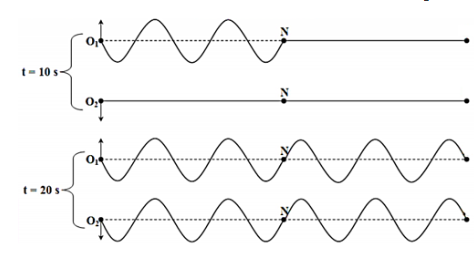 N
O₁
t = 10 s
N
O₂
N
O₁
t = 20 s
N
O₂